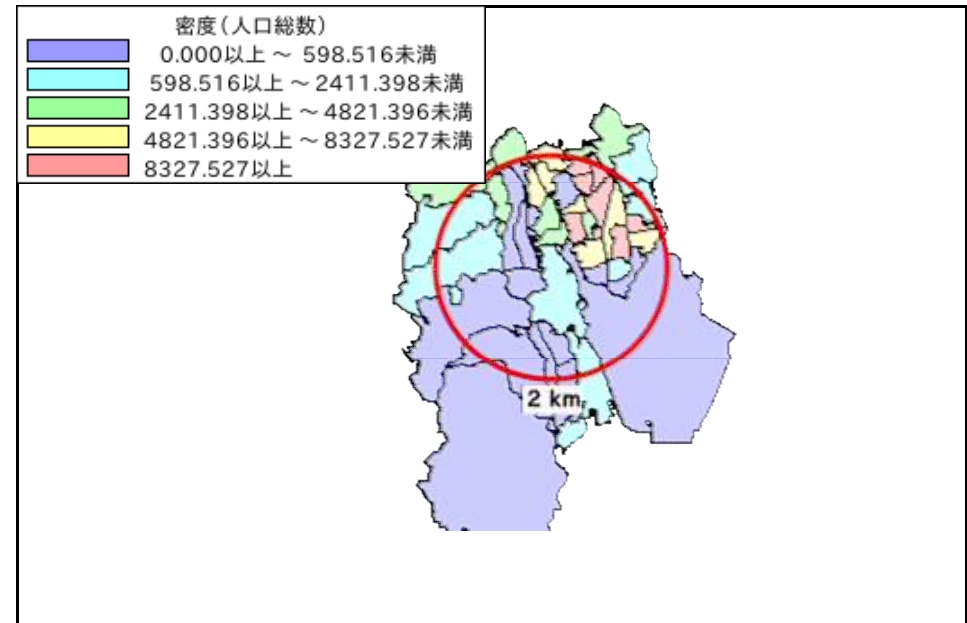 密度(人口総数)
0.000以上 ~ 598.516未満
598.516以上 ~ 2411.398未満
2411.398以上 ~ 4821.396未満
4821.396以上 ~ 8327.527未満
8327.527以上
2 km